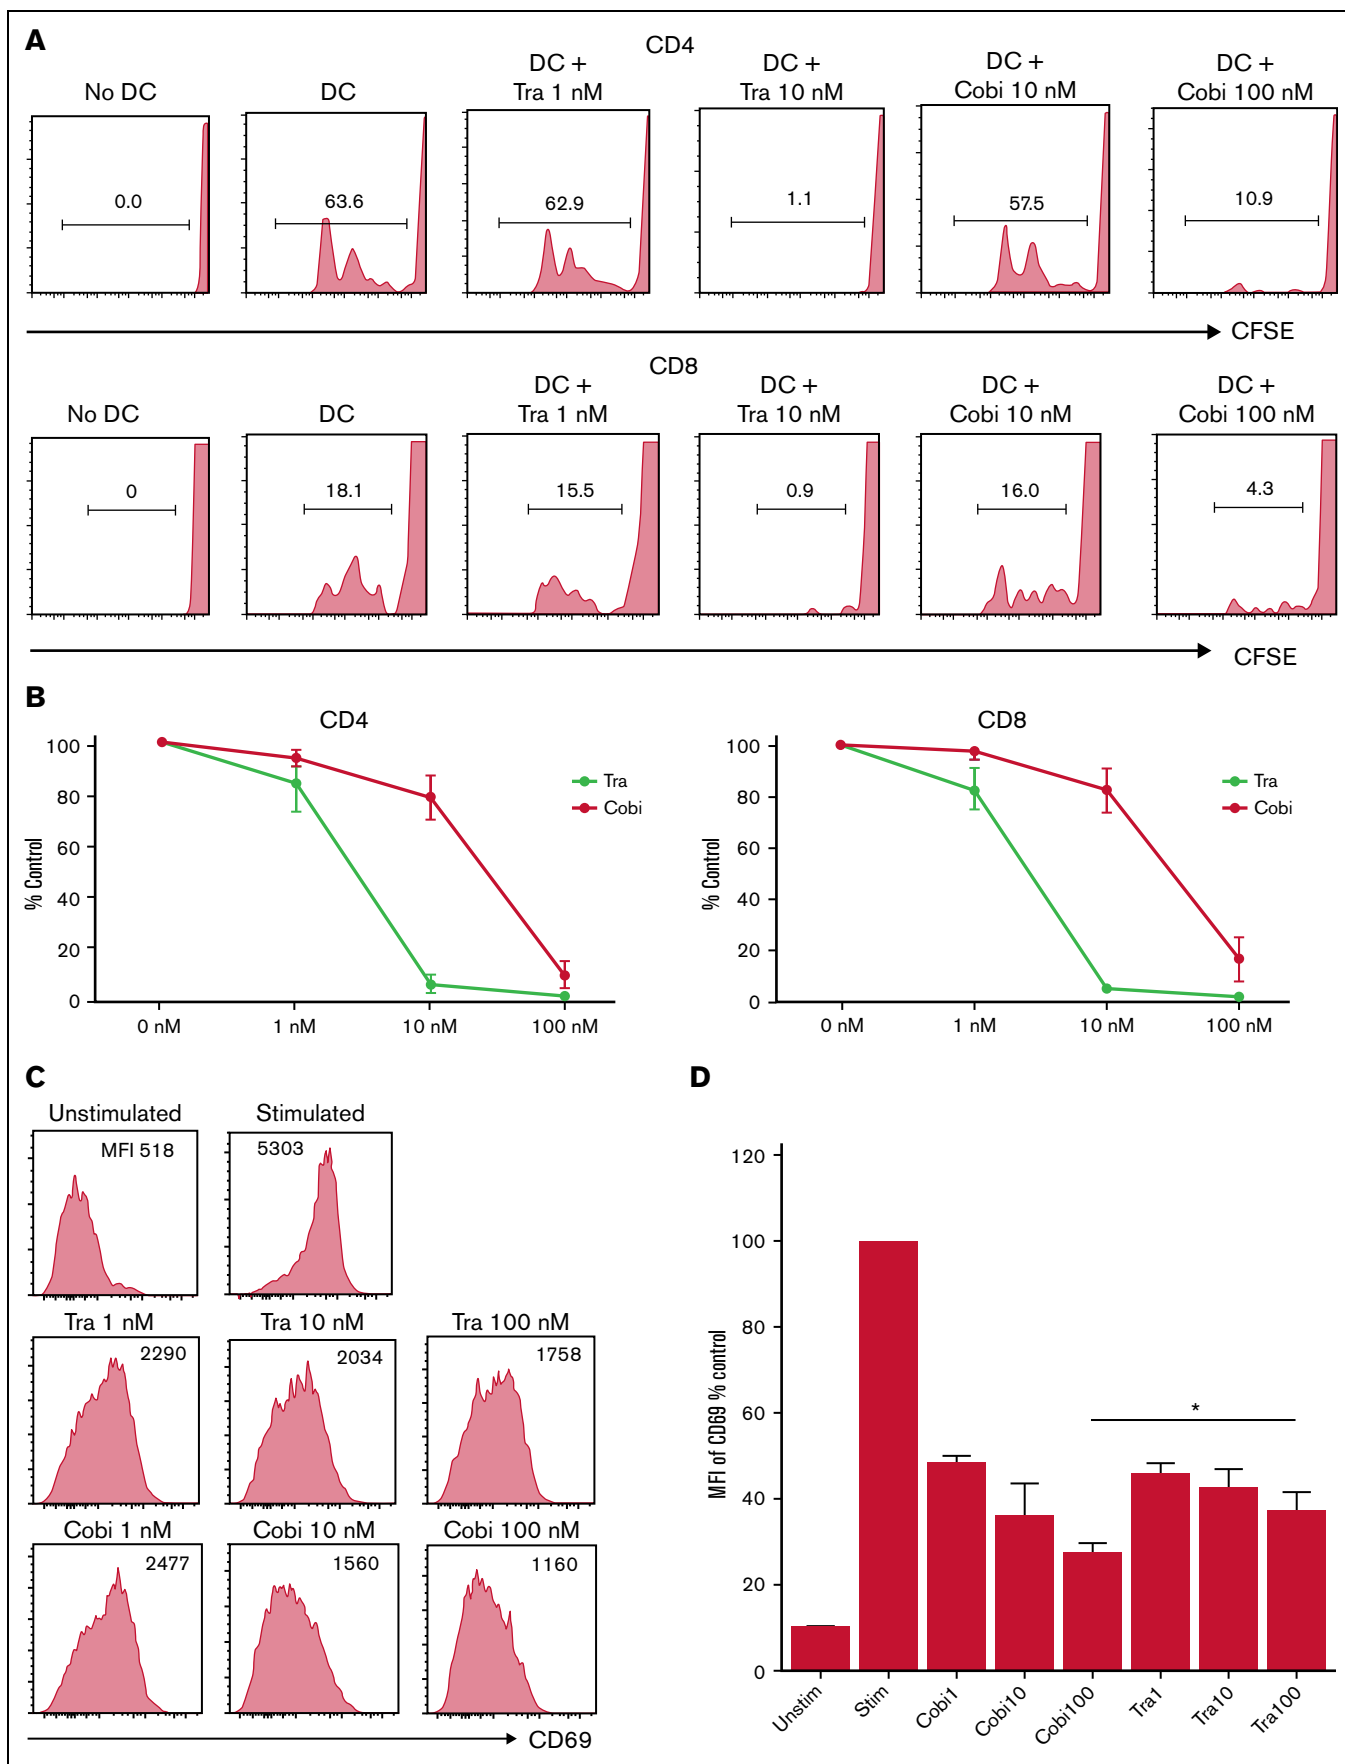 A
CD4
No DC
DC
DC +
Tra 1 nM
DC +
Tra 10 nM
DC +
Cobi 10 nM
DC +
Cobi 100 nM
0.0
63.6
62.9
1.1
57.5
10.9
CFSE
CD8
No DC
DC
DC +
Tra 1 nM
DC +
Tra 10 nM
DC +
Cobi 10 nM
DC +
Cobi 100 nM
0
18.1
15.5
0.9
16.0
4.3
CFSE
B
CD4
% Control
100
80
60
40
20
0
0 nM
1 nM
10 nM
100 nM
Tra
Cobi
CD8
% Control
100
80
60
40
20
0
0 nM
1 nM
10 nM
100 nM
Tra
Cobi
C
Unstimulated
MFI 518
Stimulated
5303
Tra 1 nM
2290
Tra 10 nM
2034
Tra 100 nM
1758
Cobi 1 nM
2477
Cobi 10 nM
1560
Cobi 100 nM
1160
CD69
D
MFI of CD69 % control
120
100
80
60
40
20
0
*
Unstim
Stim
Cobi1
Cobi10
Cobi100
Tra1
Tra10
Tra100